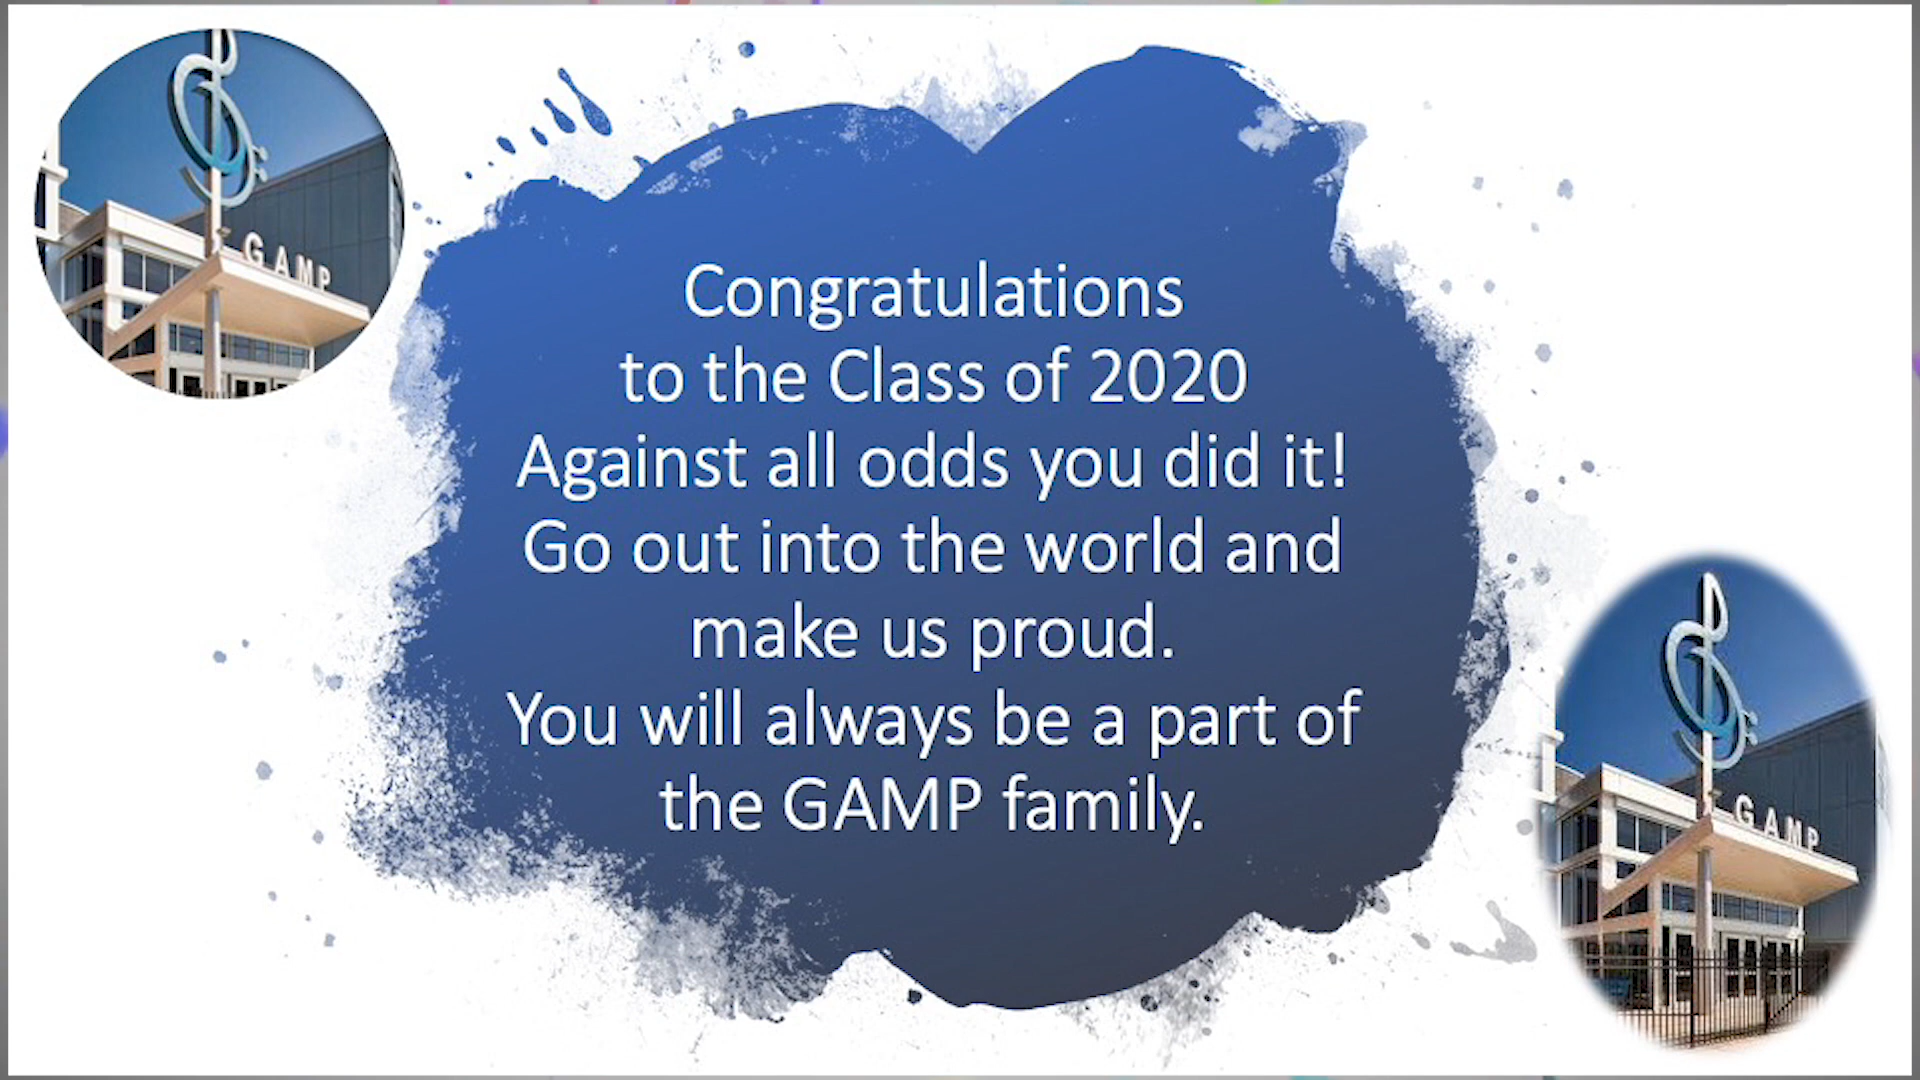 GAMP
Congratulations
to the Class of 2020
Against all odds you did it!
Go out into the world and
make us proud.
You will always be a part of
the GAMP family.
GAMP